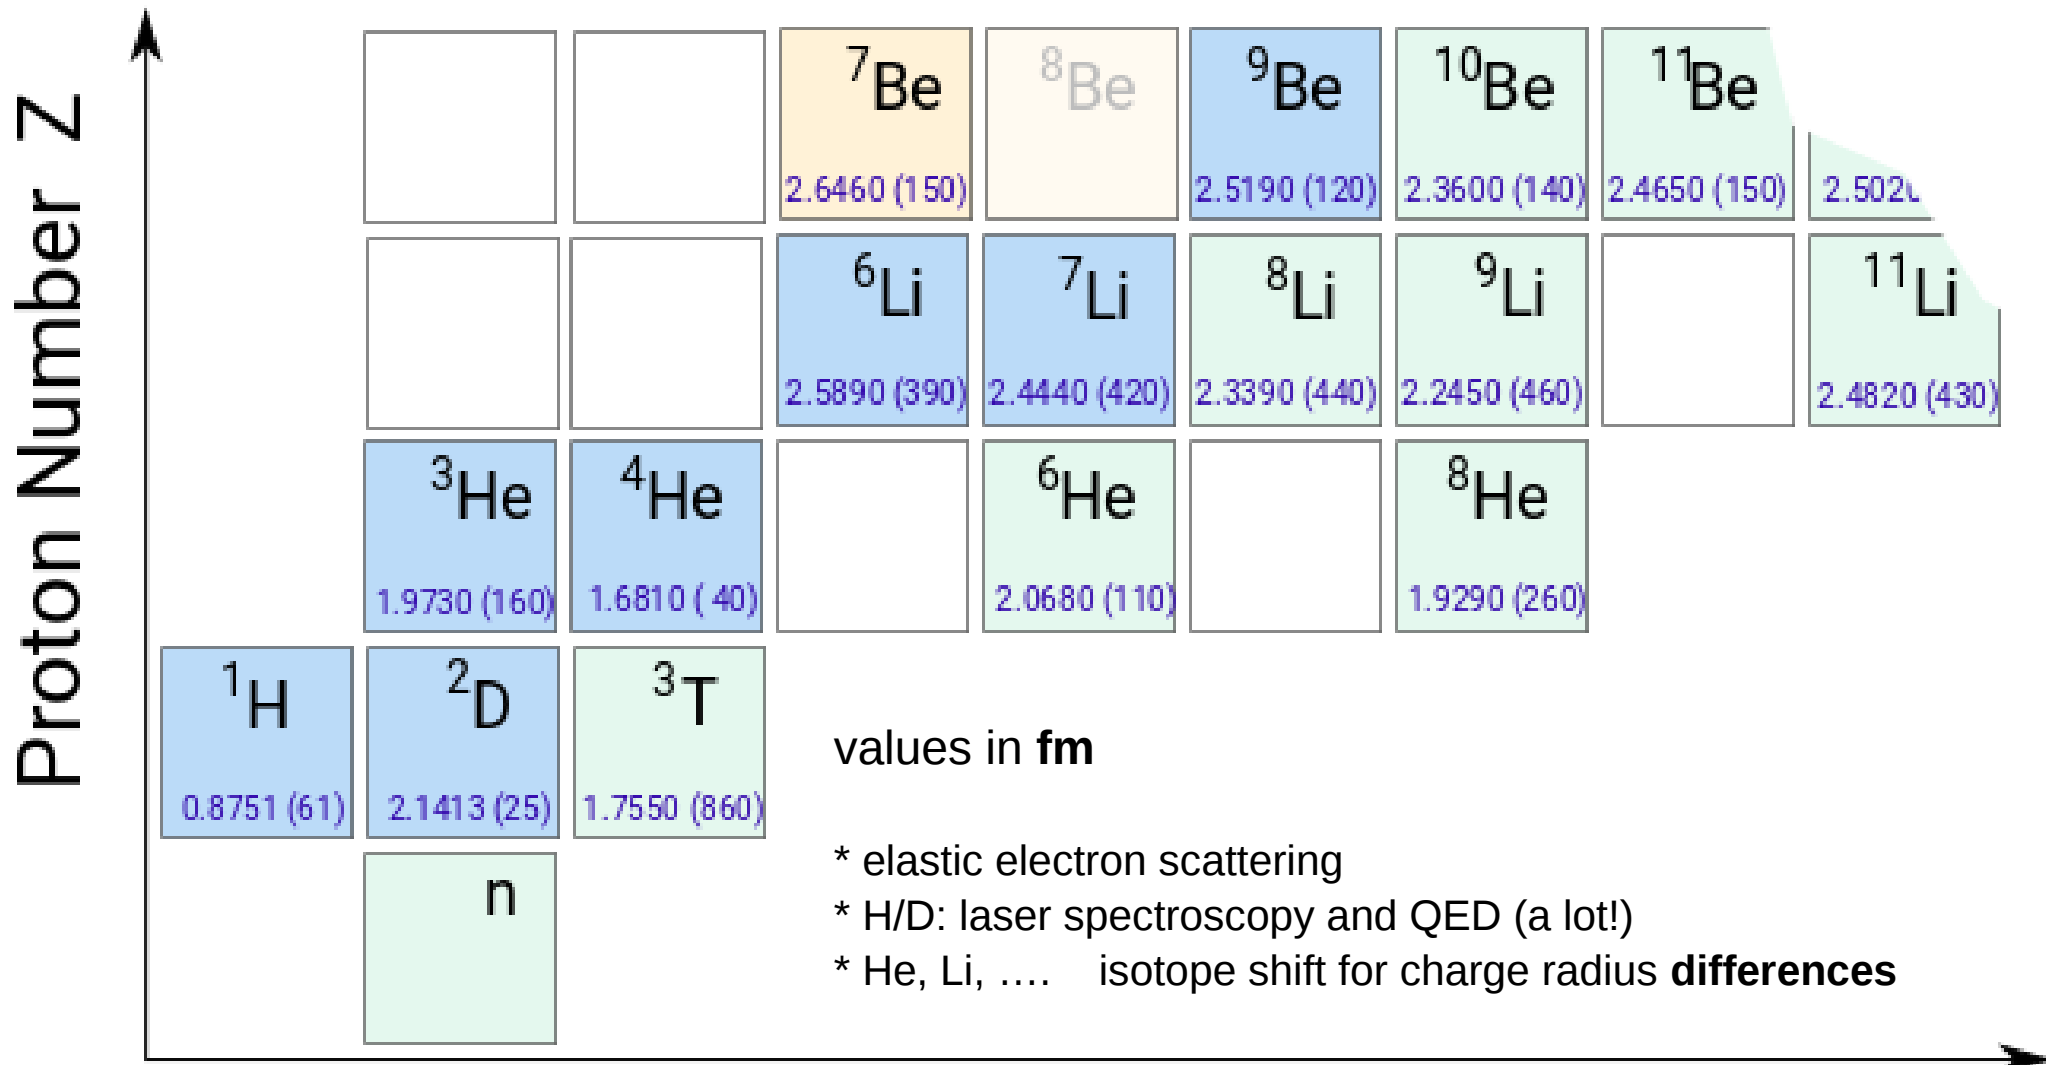 Proton Number Z
7Be 8Be 9Be 10Be 11Be
2.6460 (150) 2.5190 (120) 2.3600 (140) 2.4650 (150) 2.502
6Li 7Li 8Li 9Li 11Li
2.5890 (390) 2.4440 (420) 2.3390 (440) 2.2450 (460) 2.4820 (430)
3He 4He 6He 8He
1.9730 (160) 1.6810 ( 40) 2.0680 (110) 1.9290 (260)
1H 2D 3T
0.8751 (61) 2.1413 (25) 1.7550 (860)
n
values in fm
* elastic electron scattering
* H/D: laser spectroscopy and QED (a lot!)
* He, Li, .... isotope shift for charge radius differences